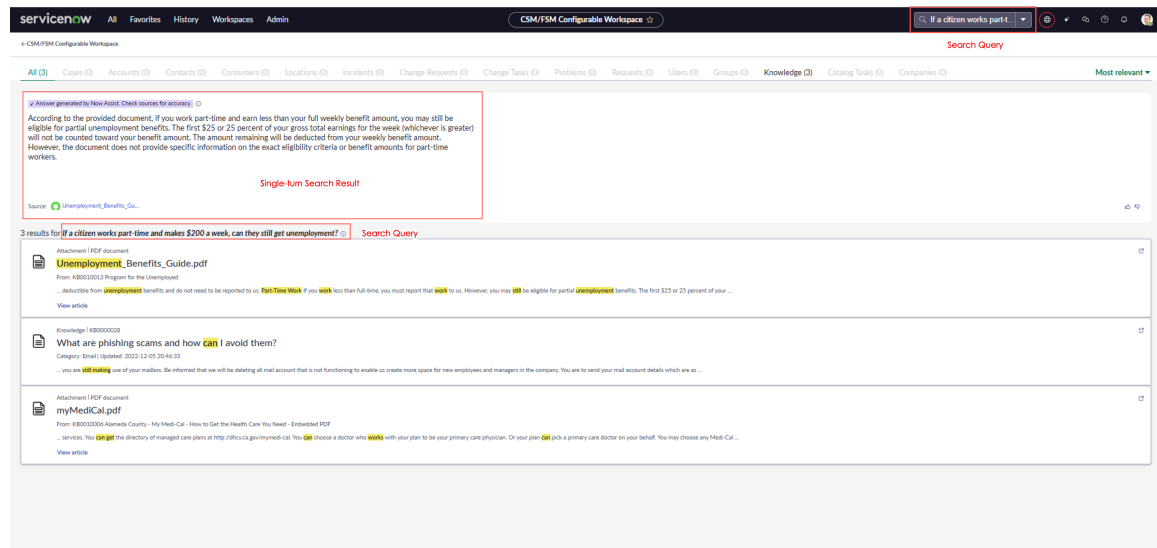 servicenow All Favorites History Workspaces Admin CSM/FSM Configurable Workspace ☆ If a citizen works part-t...
Search Query
← CSM/FSM Configurable Workspace
All (3) Cases (0) Accounts (0) Contacts (0) Consumers (0) Locations (0) Incidents (0) Change Requests (0) Change Tasks (0) Problems (0) Requests (0) Users (0) Groups (0) Knowledge (3) Catalog Tasks (0) Companies (0) Most relevant
Answer generated by Now Assist. Check sources for accuracy.
According to the provided document, if you work part-time and earn less than your full weekly benefit amount, you may still be
eligible for partial unemployment benefits. The first $25 or 25 percent of your gross total earnings for the week (whichever is greater)
will not be counted toward your benefit amount. The amount remaining will be deducted from your weekly benefit amount.
However, the document does not provide specific information on the exact eligibility criteria or benefit amounts for part-time
workers.
Single-turn Search Result
Source: Unemployment_Benefits_Gu...
3 results for If a citizen works part-time and makes $200 a week, can they still get unemployment? Search Query
Attachment | PDF document
Unemployment_Benefits_Guide.pdf
From: KB0010013 Program for the Unemployed
... deductible from unemployment benefits and do not need to be reported to us. Part-Time Work If you work less than full-time, you must report that work to us. However, you may still be eligible for partial unemployment benefits. The first $25 or 25 percent of your ...
View article
Knowledge | KB0000028
What are phishing scams and how can I avoid them?
Category: Email | Updated: 2022-12-05 20:46:33
... you are still making use of your mailbox. Be informed that we will be deleting all mail account that is not functioning to enable us create more space for new employees and managers in the company, You are to send your mail account details which are as ...
Attachment | PDF document
myMediCal.pdf
From: KB0010006 Alameda County - My Medi-Cal - How to Get the Health Care You Need - Embedded PDF
... services. You can get the directory of managed care plans at http://dhcs.ca.gov/mymedi-cal. You can choose a doctor who works with your plan to be your primary care physician. Or your plan can pick a primary care doctor on your behalf. You may choose any Medi-Cal ...
View article